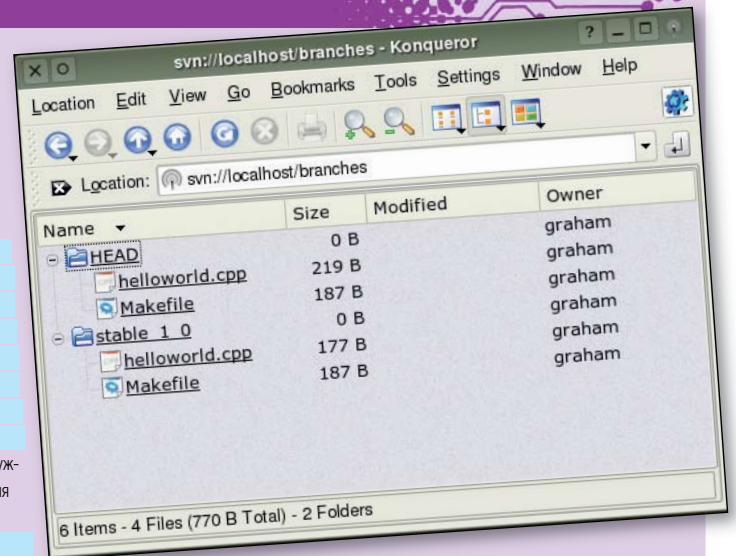 svn://localhost/branches - Konqueror
Location Edit View Go Bookmarks Tools Settings Window Help
Location: svn://localhost/branches
Name Size Modified Owner
HEAD 0 B graham
helloworld.cpp 219 B graham
Makefile 187 B graham
stable_1_0 0 B graham
helloworld.cpp 177 B graham
Makefile 187 B graham
6 Items - 4 Files (770 B Total) - 2 Folders
уж-
ия